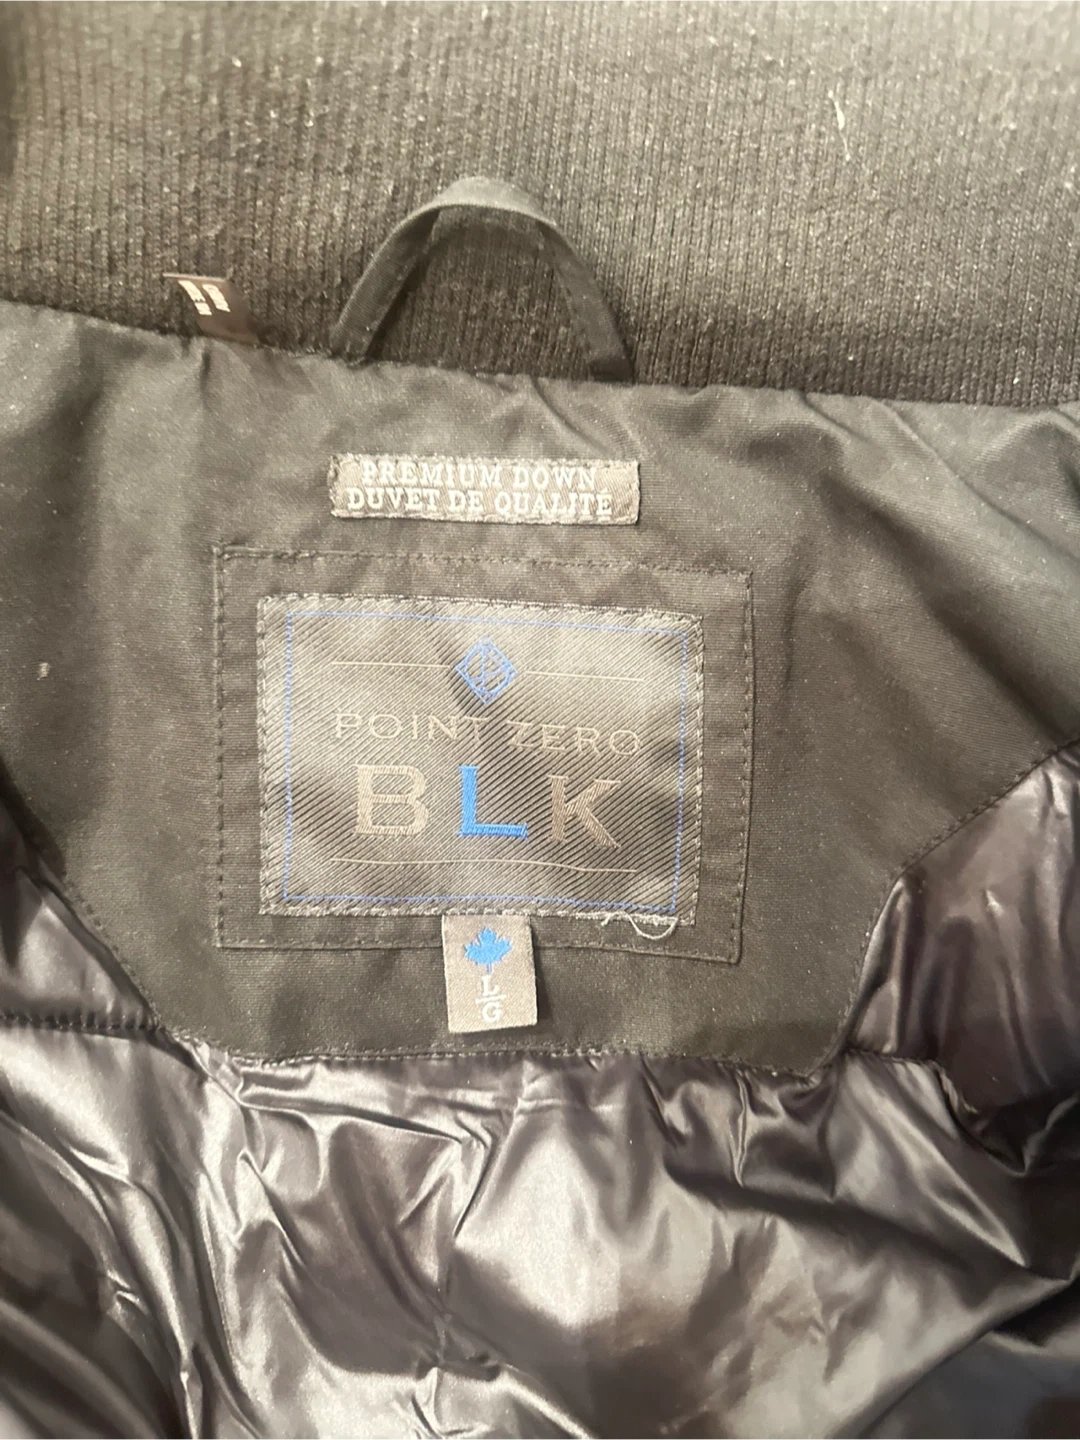 PREMIUM DOWN
DUVET DE QUALITÉ
POINT ZERO
BLK
L
G